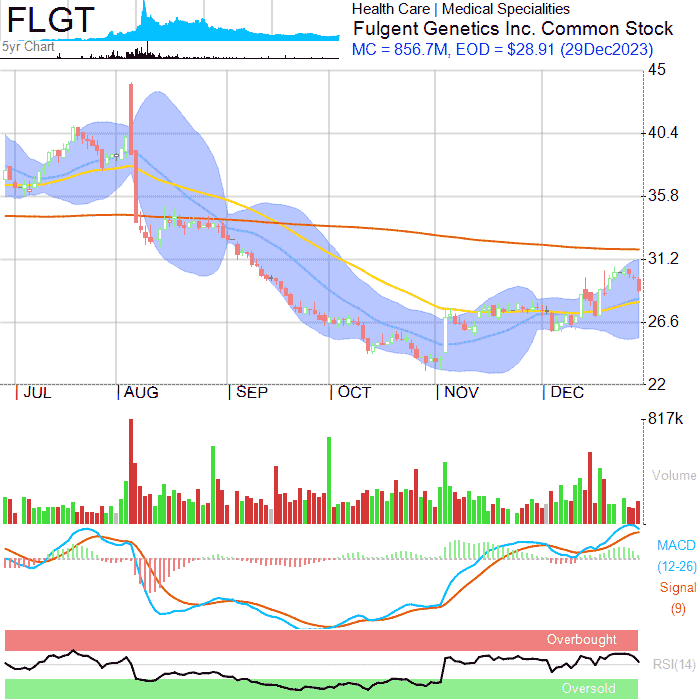 FLGT
5yr Chart
Health Care | Medical Specialities
Fulgent Genetics Inc. Common Stock
MC = 856.7M, EOD = $28.91 (29Dec2023)
45
40.4
35.8
31.2
26.6
22
JUL AUG SEP OCT NOV DEC
817k
Volume
MACD
(12-26)
Signal
(9)
Overbought
RSI(14)
Oversold